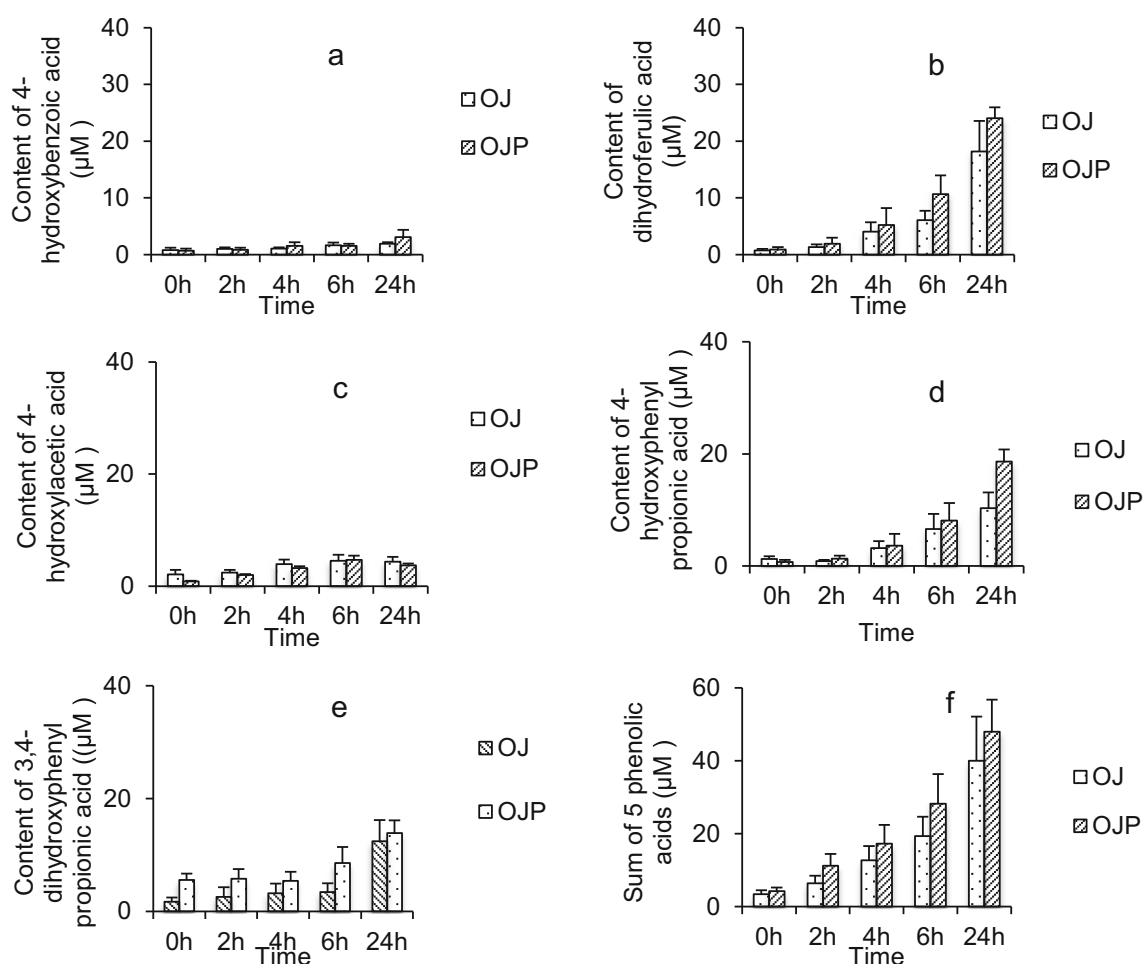 Content of 4-
hydroxybenzoic acid
(µM )
40
30
20
10
0
a
OJ
OJP
0h 2h 4h 6h 24h
Time
Content of
dihydroferulic acid
(µM)
40
30
20
10
0
b
OJ
OJP
0h 2h 4h 6h 24h
Time
Content of 4-
hydroxylacetic acid
(µM )
40
20
0
c
OJ
OJP
0h 2h 4h 6h 24h
Time
Content of 4-
hydroxyphenyl
propionic acid (µM )
40
20
0
d
OJ
OJP
0h 2h 4h 6h 24h
Time
Content of 3,4-
dihydroxyphenyl
propionic acid ((µM )
40
20
0
e
OJ
OJP
0h 2h 4h 6h 24h
Time
Sum of 5 phenolic
acids (µM )
60
40
20
0
f
OJ
OJP
0h 2h 4h 6h 24h
Time